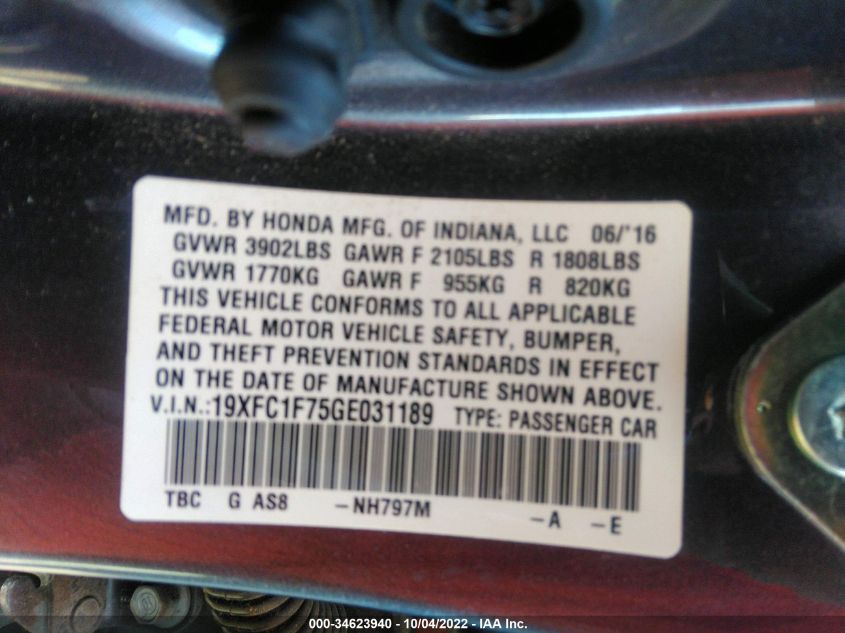 MFD. BY HONDA MFG. OF INDIANA, LLC 06/'16
GVWR 3902LBS GAWR F 2105LBS R 1808LBS
GVWR 1770KG GAWR F 955KG R 820KG
THIS VEHICLE CONFORMS TO ALL APPLICABLE
FEDERAL MOTOR VEHICLE SAFETY, BUMPER,
AND THEFT PREVENTION STANDARDS IN EFFECT
ON THE DATE OF MANUFACTURE SHOWN ABOVE.
V.I.N.:19XFC1F75GE031189 TYPE: PASSENGER CAR
TBC G AS8 -NH797M -A -E
000-34623940 - 10/04/2022 - IAA Inc.